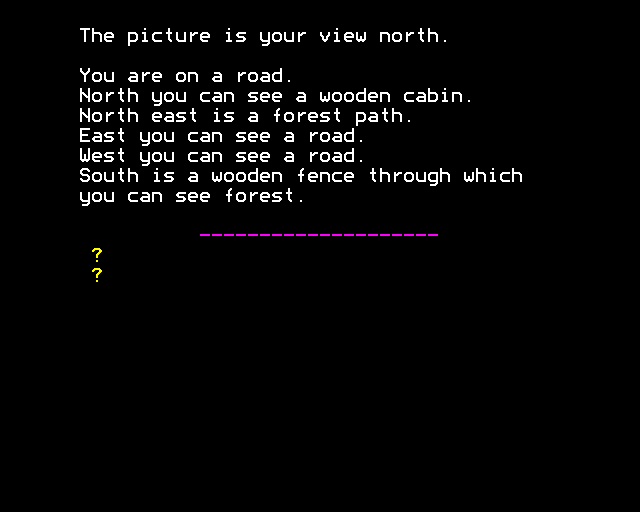 The picture is your view north.
You are on a road.
North you can see a wooden cabin.
North east is a forest path.
East you can see a road.
West you can see a road.
South is a wooden fence through which
you can see forest.
--------------------
?
?